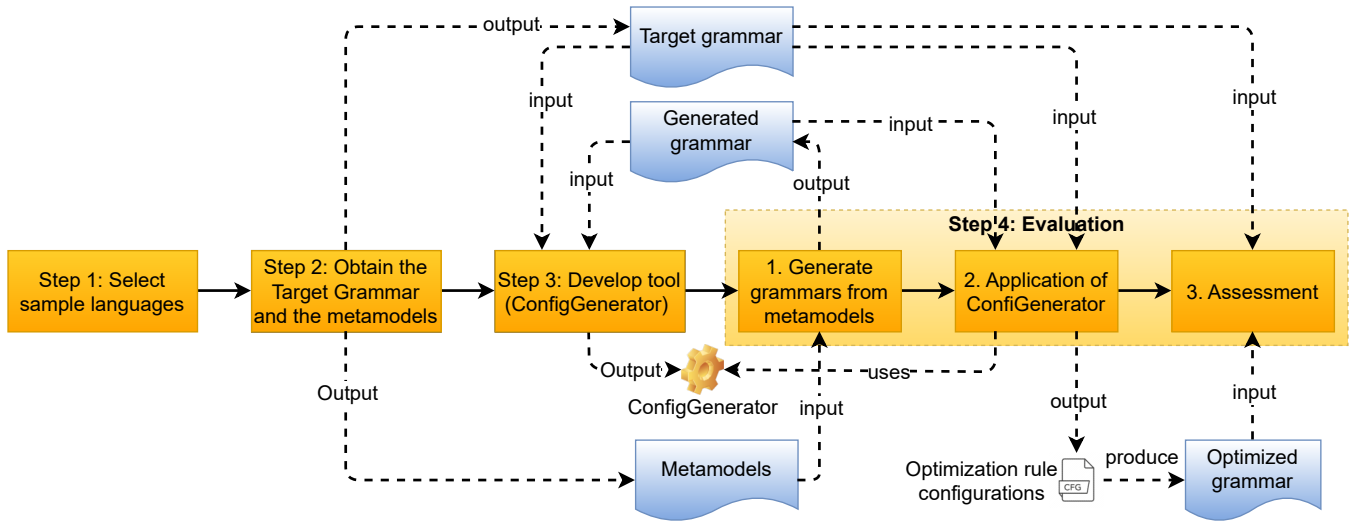 output
Target grammar
input
input
input
Generated
grammar
input
input
output
Step 4: Evaluation
Step 1: Select
sample languages
Step 2: Obtain the
Target Grammar
and the metamodels
Step 3: Develop tool
(ConfigGenerator)
1. Generate
grammars from
metamodels
2. Application of
ConfiGenerator
3. Assessment
Output
Output
ConfigGenerator
uses
input
output
input
Metamodels
Optimization rule
configurations
CFG
produce
Optimized
grammar